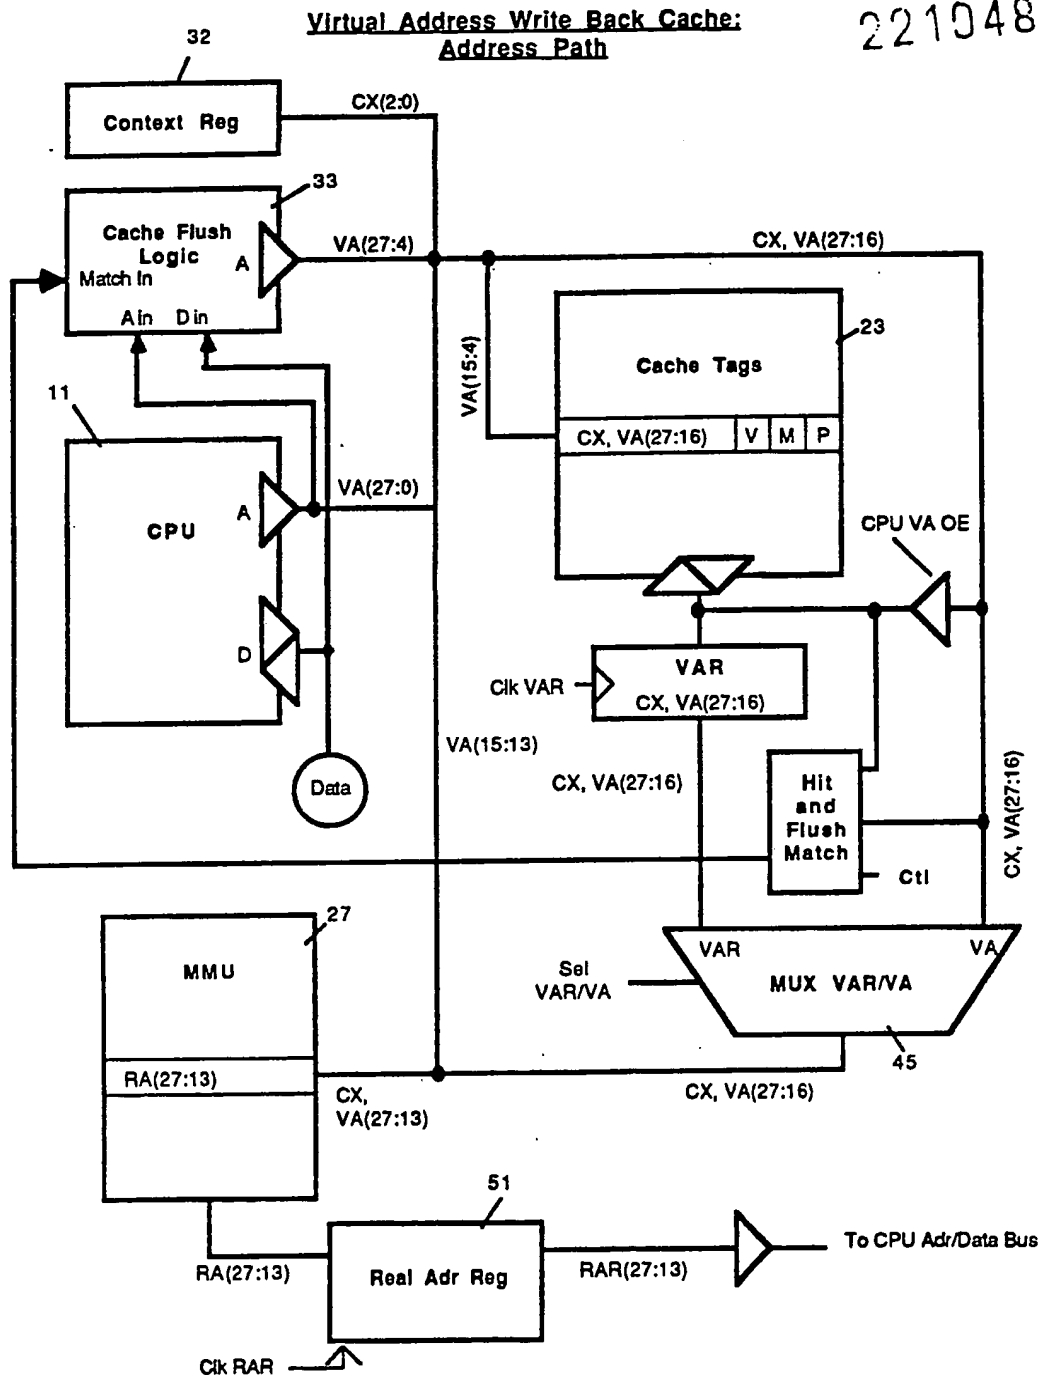 Virtual Address Write Back Cache:
Address Path
221048
32
Context Reg
CX(2:0)
33
Cache Flush
Logic
A
Match In
A in D in
VA(27:4)
CX, VA(27:16)
VA(15:4)
23
Cache Tags
CX, VA(27:16) V M P
11
CPU
A
VA(27:0)
D
Data
CPU VA OE
VAR
CX, VA(27:16)
Clk VAR
VA(15:13)
CX, VA(27:16)
Hit
and
Flush
Match
Ctl
CX, VA(27:16)
27
MMU
RA(27:13)
CX,
VA(27:13)
Sel
VAR/VA
VAR
VA
MUX VAR/VA
45
CX, VA(27:16)
51
RA(27:13)
Real Adr Reg
RAR(27:13)
To CPU Adr/Data Bus
Clk RAR